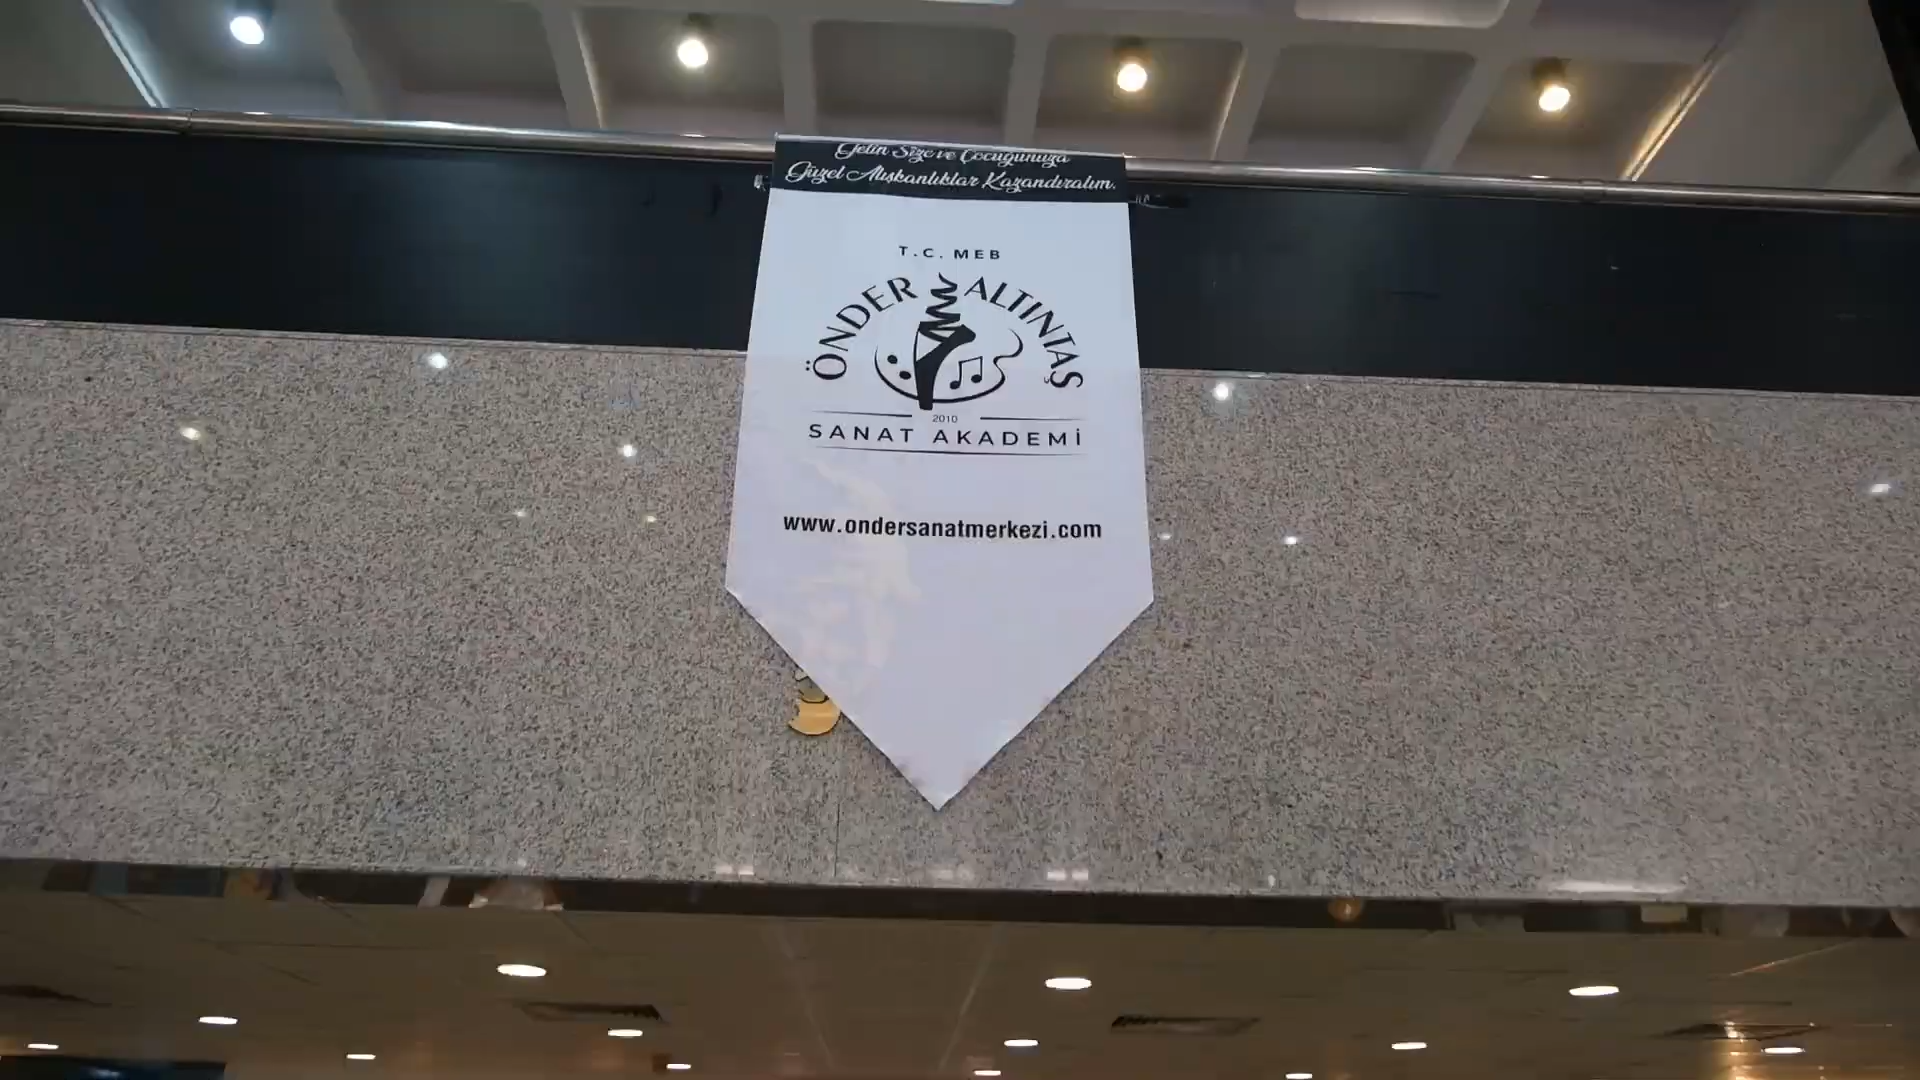 Gelin Size ve Çocuğunuza
Güzel Alışkanlıklar Kazandıralım.
T.C. MEB
ÖNDER ALTINTAŞ
2010
SANAT AKADEMİ
www.ondersanatmerkezi.com